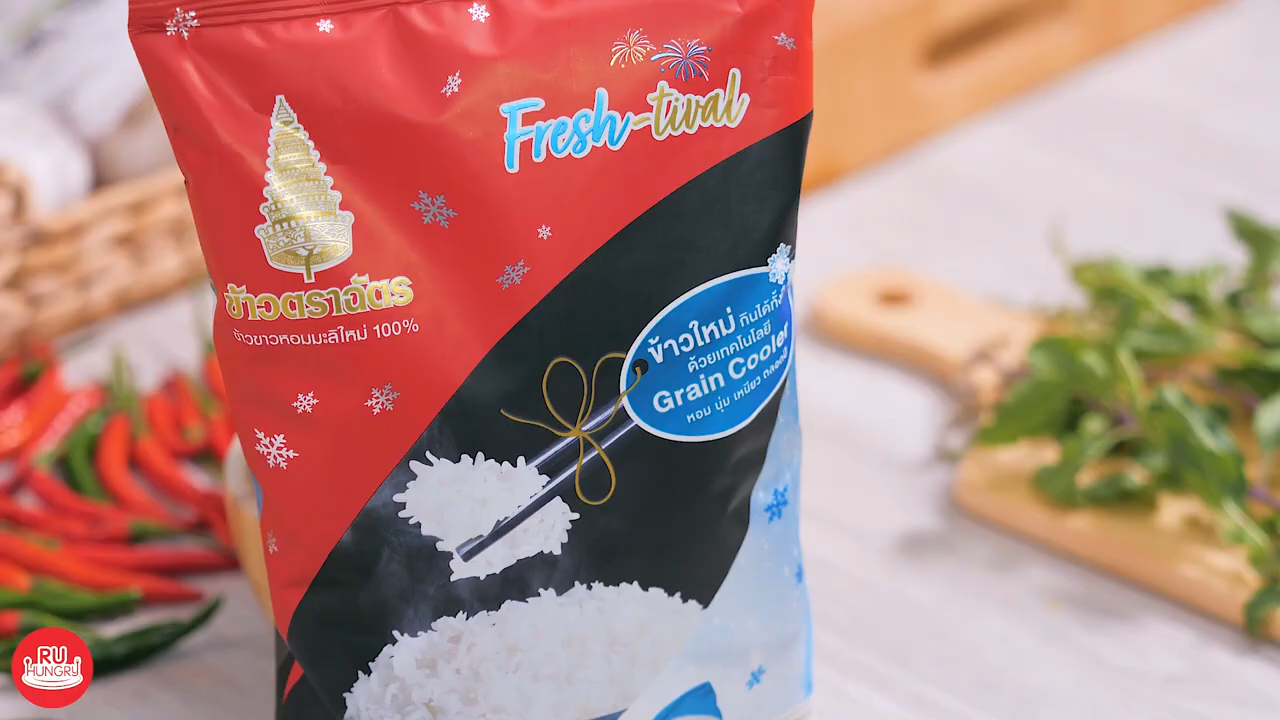 Fresh-tival
ข้าวตราฉัตร
ข้าวขาวหอมมะลิใหม่ 100%
ข้าวใหม่ กินได้ทั้ง
ด้วยเทคโนโลยี
Grain Cooler
หอม นุ่ม เหนียว ตลอดปี
RU
HUNGRY